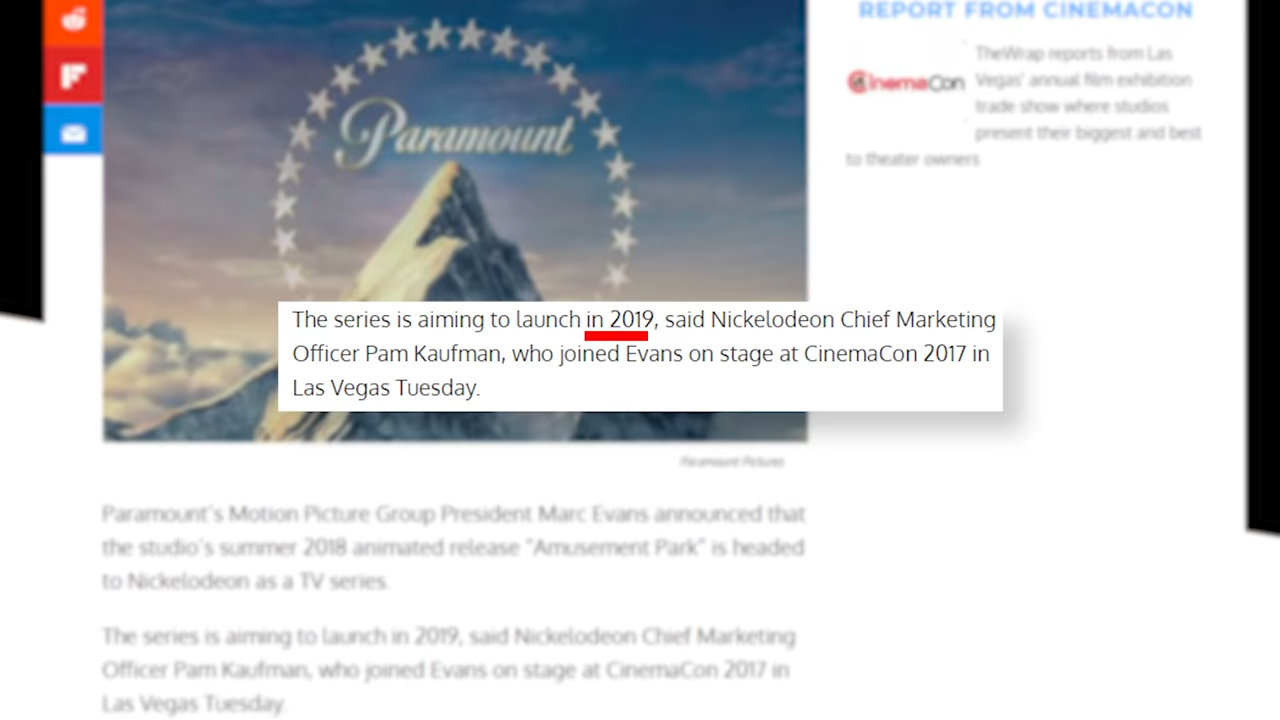 REPORT FROM CINEMACON
TheWrap reports from Las
CinemaCon
Vegas' annual film exhibition
trade show where studios
present their biggest and best
to theater owners
Paramount
The series is aiming to launch in 2019, said Nickelodeon Chief Marketing
Officer Pam Kaufman, who joined Evans on stage at CinemaCon 2017 in
Las Vegas Tuesday.
Paramount Pictures
Paramount's Motion Picture Group President Marc Evans announced that
the studio's summer 2018 animated release "Amusement Park" is headed
to Nickelodeon as a TV series.
The series is aiming to launch in 2019, said Nickelodeon Chief Marketing
Officer Pam Kaufman, who joined Evans on stage at CinemaCon 2017 in
Las Vegas Tuesday.